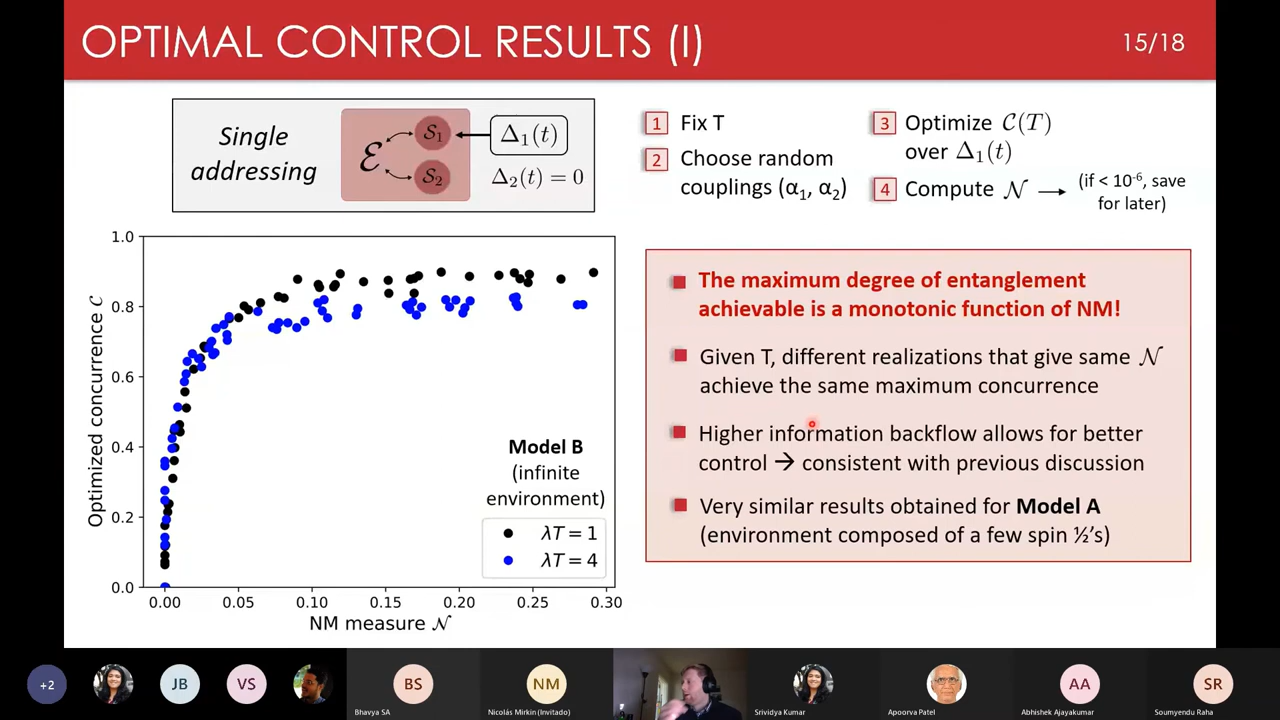 OPTIMAL CONTROL RESULTS (I)
15/18
Single
addressing
ℰ
𝒮₁
𝒮₂
Δ₁(t)
Δ₂(t) = 0
1 Fix T
2 Choose random
couplings (α₁, α₂)
3 Optimize 𝒞(T)
over Δ₁(t)
4 Compute 𝒩 → (if < 10⁻⁶, save
for later)
1.0
0.8
0.6
0.4
0.2
0.0
Optimized concurrence 𝒞
0.00 0.05 0.10 0.15 0.20 0.25 0.30
NM measure 𝒩
Model B
(infinite
environment)
λT = 1
λT = 4
The maximum degree of entanglement
achievable is a monotonic function of NM!
Given T, different realizations that give same 𝒩
achieve the same maximum concurrence
Higher information backflow allows for better
control → consistent with previous discussion
Very similar results obtained for Model A
(environment composed of a few spin ½'s)
+2
JB
VS
BS
NM
AA
SR
Bhavya SA
Nicolás Mirkin (Invitado)
Srividya Kumar
Apoorva Patel
Abhishek Ajayakumar
Soumyendu Raha